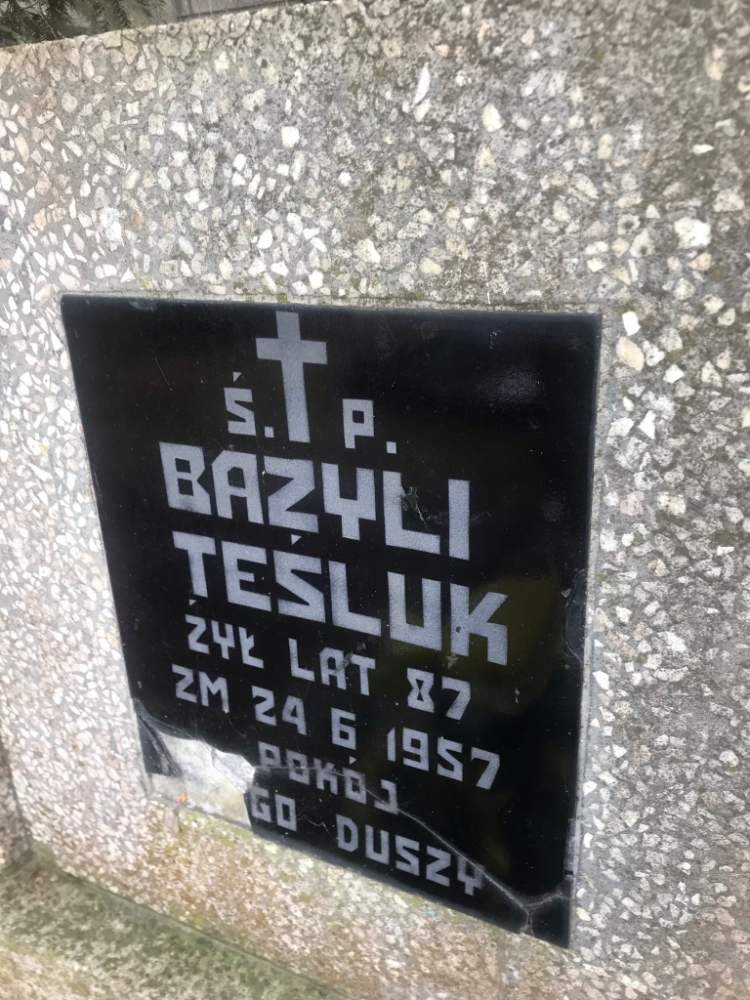 Ś. P.
BAZYLI
TEŚLUK
ŻYŁ LAT 87
ZM 24 6 1957
POKÓJ
GO DUSZY